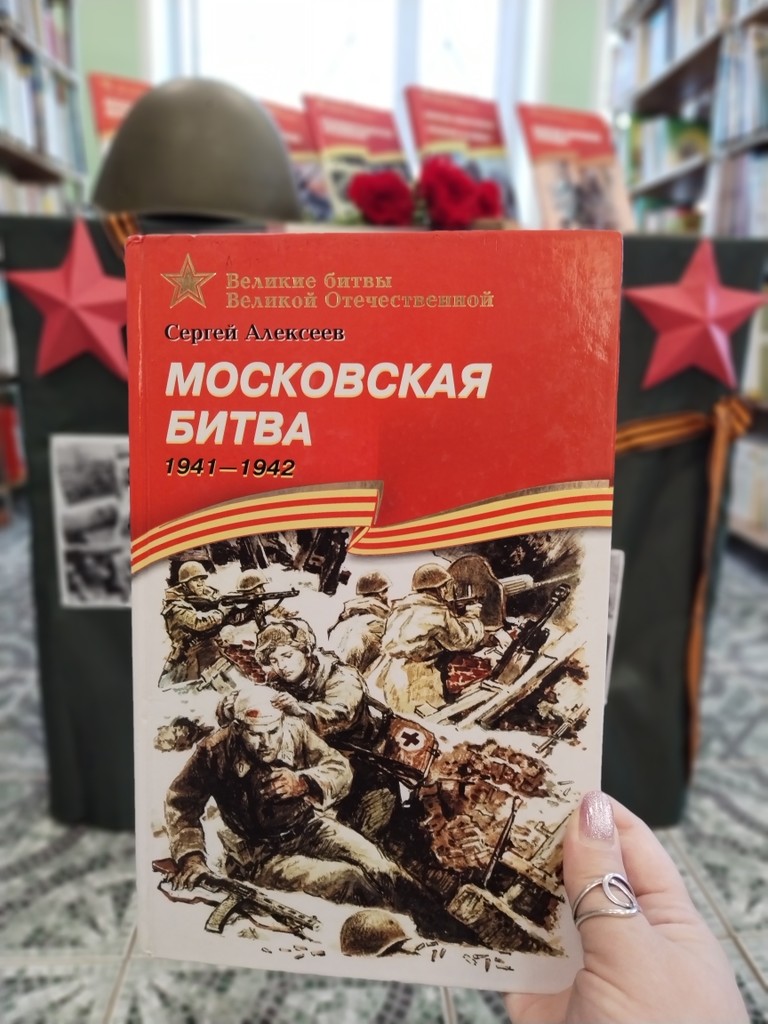 Великие битвы
Великой Отечественной
Сергей Алексеев
МОСКОВСКАЯ
БИТВА
1941—1942